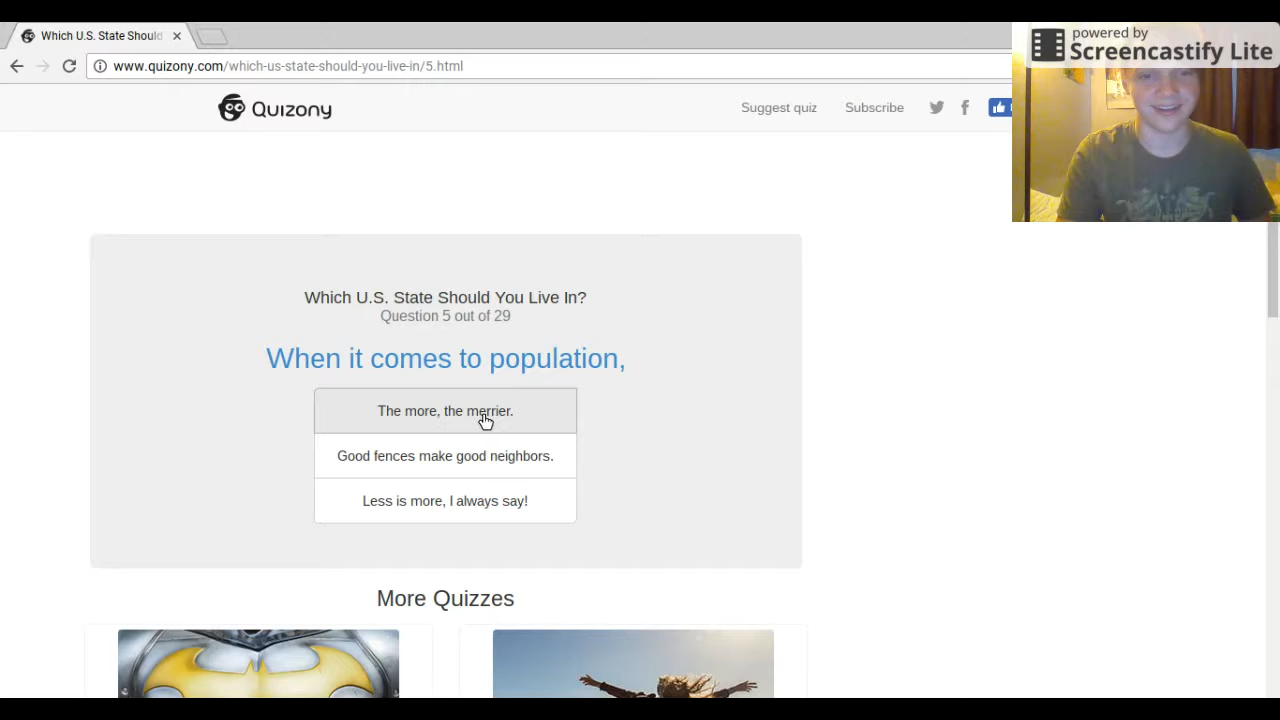 Which U.S. State Should
powered by
Screencastify Lite
www.quizony.com/which-us-state-should-you-live-in/5.html
Quizony
Suggest quiz
Subscribe
Which U.S. State Should You Live In?
Question 5 out of 29
When it comes to population,
The more, the merrier.
Good fences make good neighbors.
Less is more, I always say!
More Quizzes